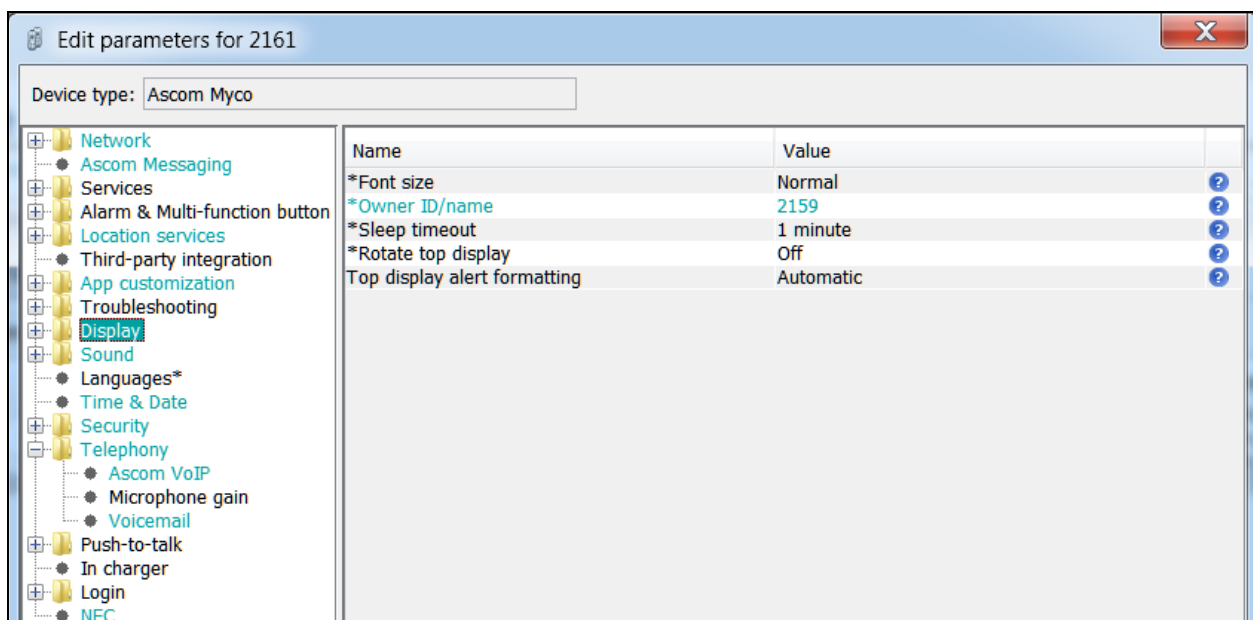 Edit parameters for 2161
X
Device type: Ascom Myco
Network
Ascom Messaging
Services
Alarm & Multi-function button
Location services
Third-party integration
App customization
Troubleshooting
Display
Sound
Languages*
Time & Date
Security
Telephony
Ascom VoIP
Microphone gain
Voicemail
Push-to-talk
In charger
Login
NFC
Name Value
*Font size Normal ?
*Owner ID/name 2159 ?
*Sleep timeout 1 minute ?
*Rotate top display Off ?
Top display alert formatting Automatic ?